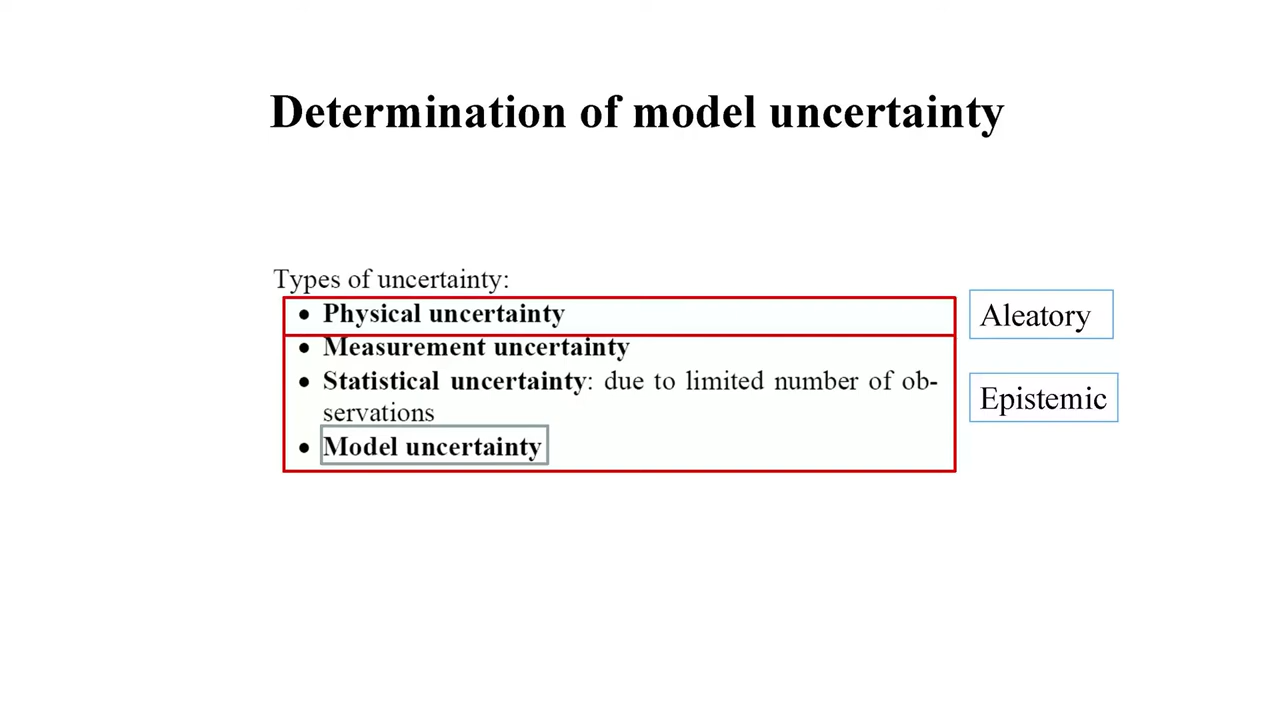 Determination of model uncertainty
Types of uncertainty:
• Physical uncertainty
Aleatory
• Measurement uncertainty
• Statistical uncertainty: due to limited number of ob-
servations
Epistemic
• Model uncertainty